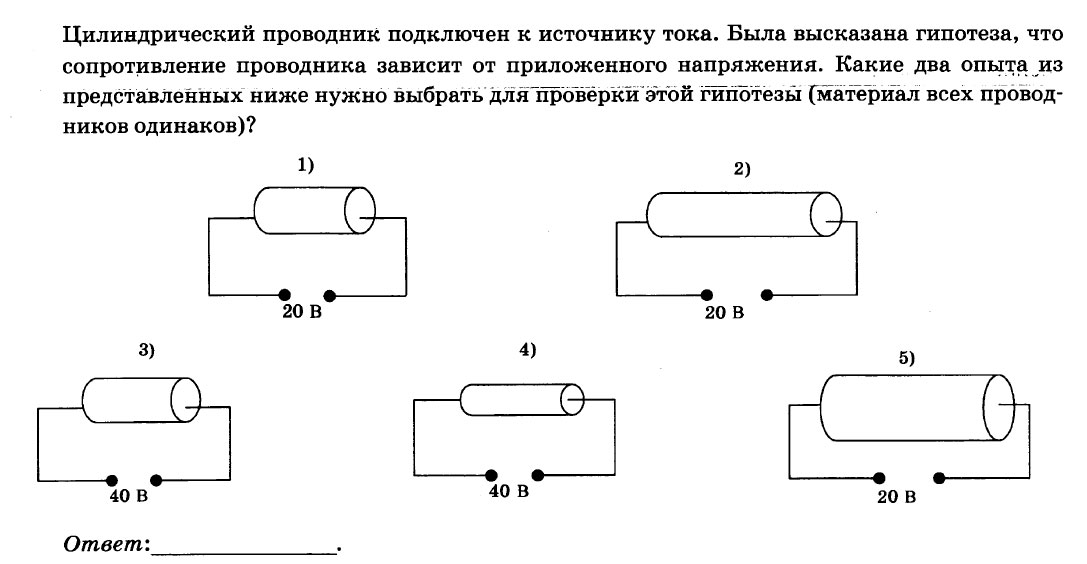 Цилиндрический проводник подключен к источнику тока. Была высказана гипотеза, что
сопротивление проводника зависит от приложенного напряжения. Какие два опыта из
представленных ниже нужно выбрать для проверки этой гипотезы (материал всех провод-
ников одинаков)?
1)
2)
20 В
20 В
3)
4)
5)
40 В
40 В
20 В
Ответ:.